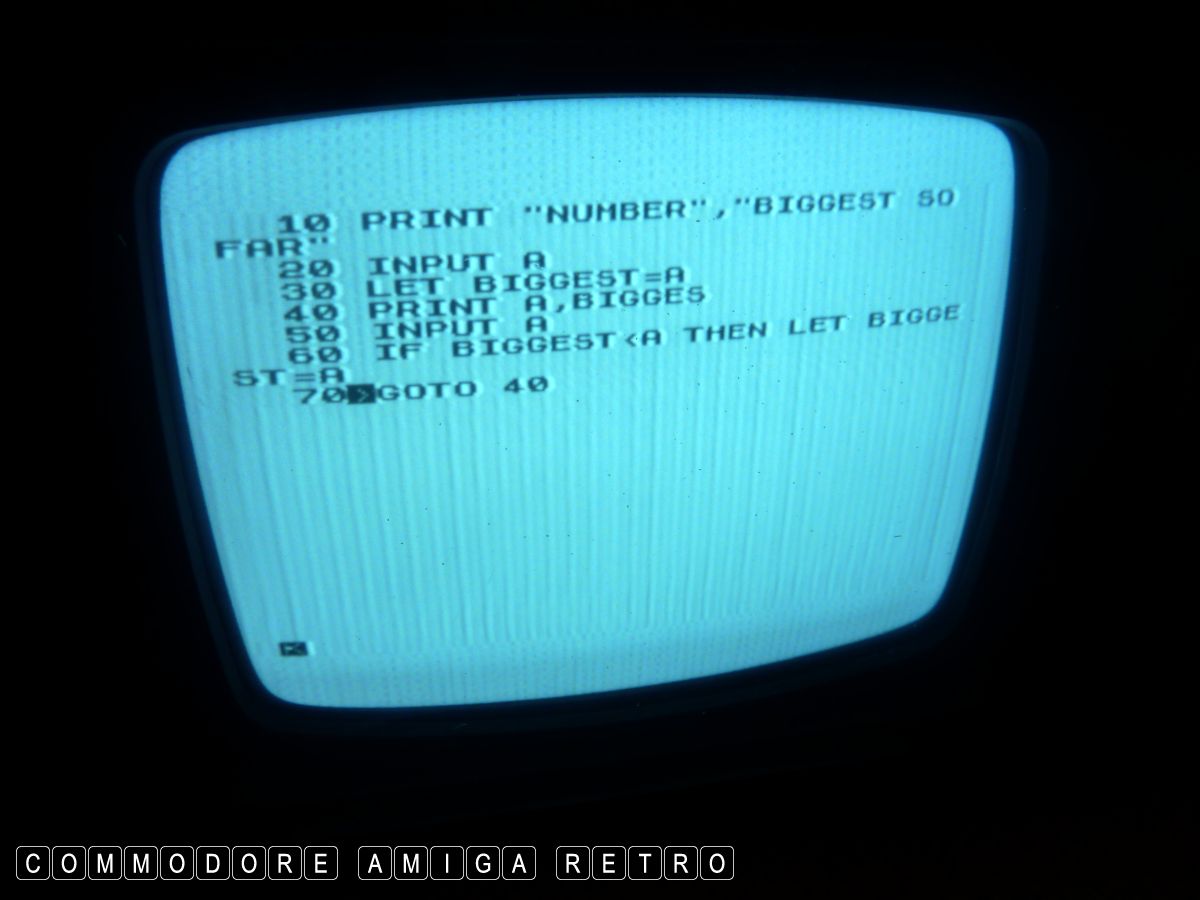 10 PRINT "NUMBER","BIGGEST SO
FAR"
20 INPUT A
30 LET BIGGEST=A
40 PRINT A,BIGGES
50 INPUT A
60 IF BIGGEST<A THEN LET BIGGE
ST=A
70>GOTO 40
K
COMMODORE AMIGA RETRO